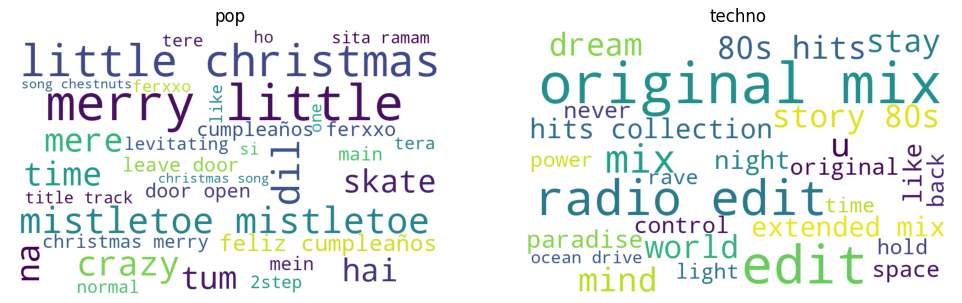 pop
tere
ho
sita ramam
little christmas
song chestnuts
ferxxo
merry little
like
one
cumpleaños ferxxo
mere
levitating
si
tera
main
leave door
time
christmas song
dil
skate
door open
title track
mistletoe mistletoe
christmas merry
feliz cumpleaños
na
crazy
tum
mein
hai
normal
2step
techno
dream
80s hits
stay
original mix
never
story 80s
hits collection
u
power
mix
night
original
like
back
rave
radio edit
time
control
extended mix
paradise
world
hold
ocean drive
light
edit
space
mind